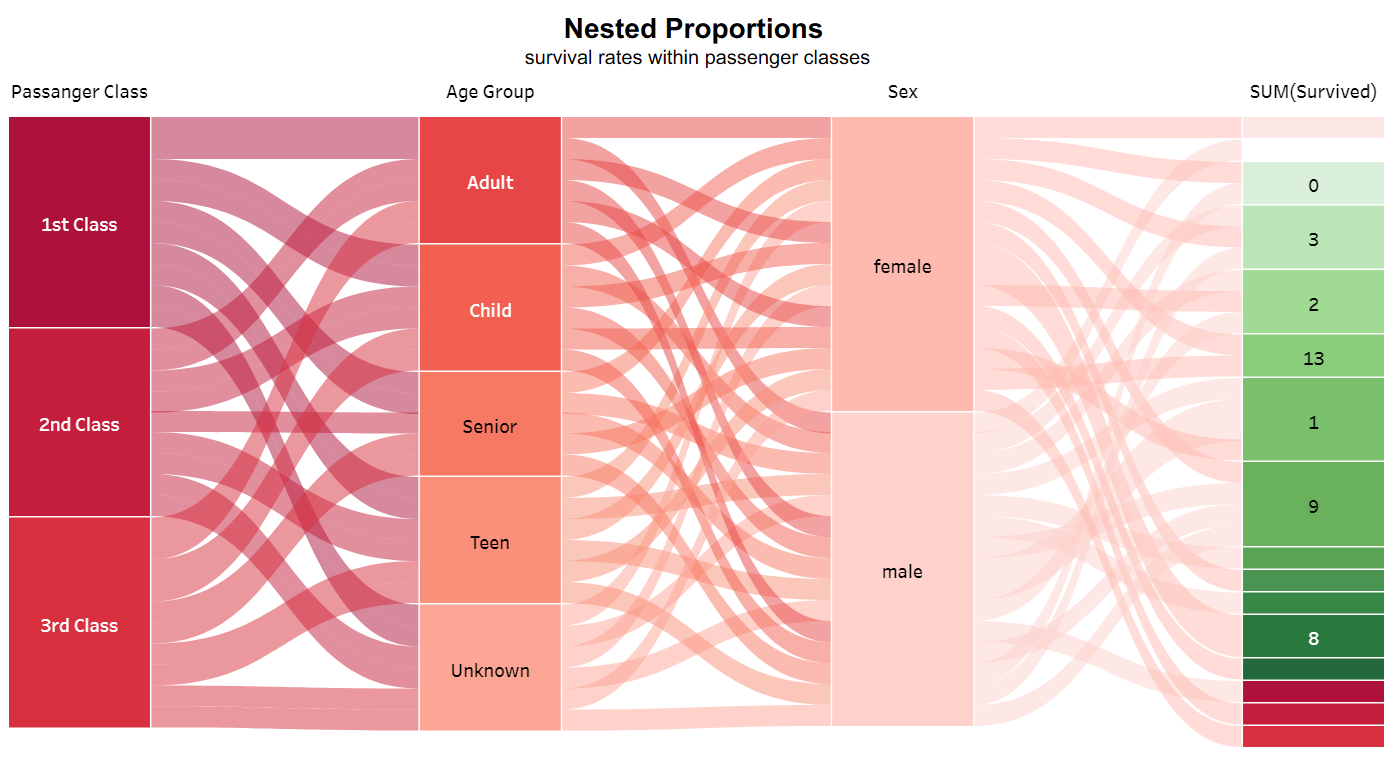 Nested Proportions
survival rates within passenger classes
Passanger Class
Age Group
Sex
SUM(Survived)
1st Class
2nd Class
3rd Class
Adult
Child
Senior
Teen
Unknown
female
male
0
3
2
13
1
9
8